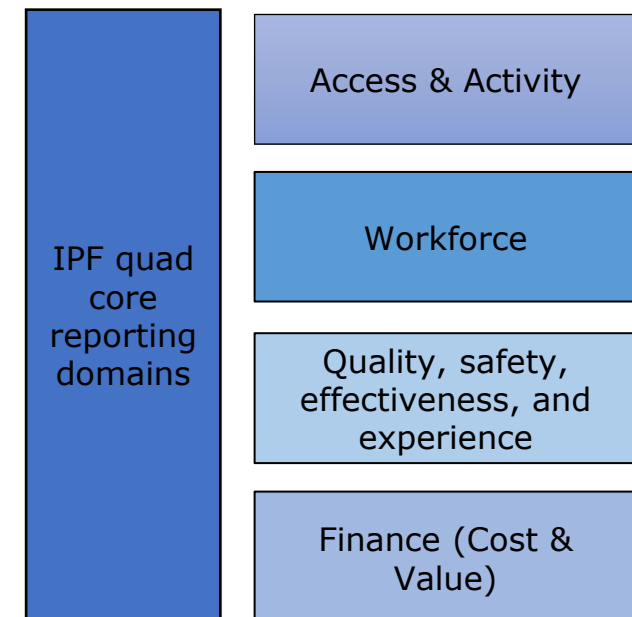 IPF quad
core
reporting
domains
Access & Activity
Workforce
Quality, safety,
effectiveness, and
experience
Finance (Cost &
Value)